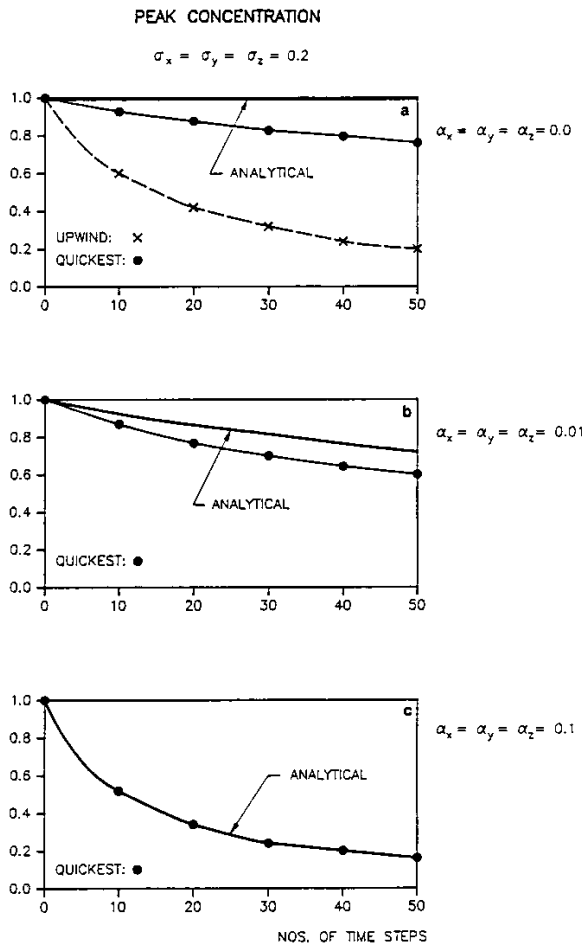 PEAK CONCENTRATION
σx = σy = σz = 0.2
1.0
0.8
0.6
0.4
0.2
0.0
a
αx = αy = αz = 0.0
ANALYTICAL
UPWIND: ×
QUICKEST: ●
0 10 20 30 40 50
1.0
0.8
0.6
0.4
0.2
0.0
b
αx = αy = αz = 0.01
ANALYTICAL
QUICKEST: ●
0 10 20 30 40 50
1.0
0.8
0.6
0.4
0.2
0.0
c
αx = αy = αz = 0.1
ANALYTICAL
QUICKEST: ●
0 10 20 30 40 50
NOS. OF TIME STEPS